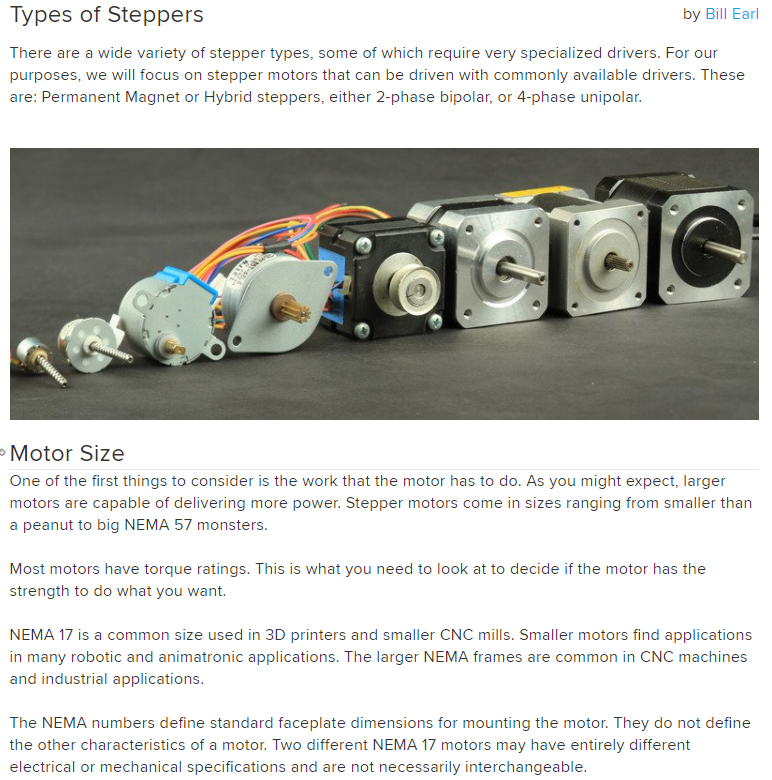 Types of Steppers
by Bill Earl
There are a wide variety of stepper types, some of which require very specialized drivers. For our
purposes, we will focus on stepper motors that can be driven with commonly available drivers. These
are: Permanent Magnet or Hybrid steppers, either 2-phase bipolar, or 4-phase unipolar.
Motor Size
One of the first things to consider is the work that the motor has to do. As you might expect, larger
motors are capable of delivering more power. Stepper motors come in sizes ranging from smaller than
a peanut to big NEMA 57 monsters.
Most motors have torque ratings. This is what you need to look at to decide if the motor has the
strength to do what you want.
NEMA 17 is a common size used in 3D printers and smaller CNC mills. Smaller motors find applications
in many robotic and animatronic applications. The larger NEMA frames are common in CNC machines
and industrial applications.
The NEMA numbers define standard faceplate dimensions for mounting the motor. They do not define
the other characteristics of a motor. Two different NEMA 17 motors may have entirely different
electrical or mechanical specifications and are not necessarily interchangeable.